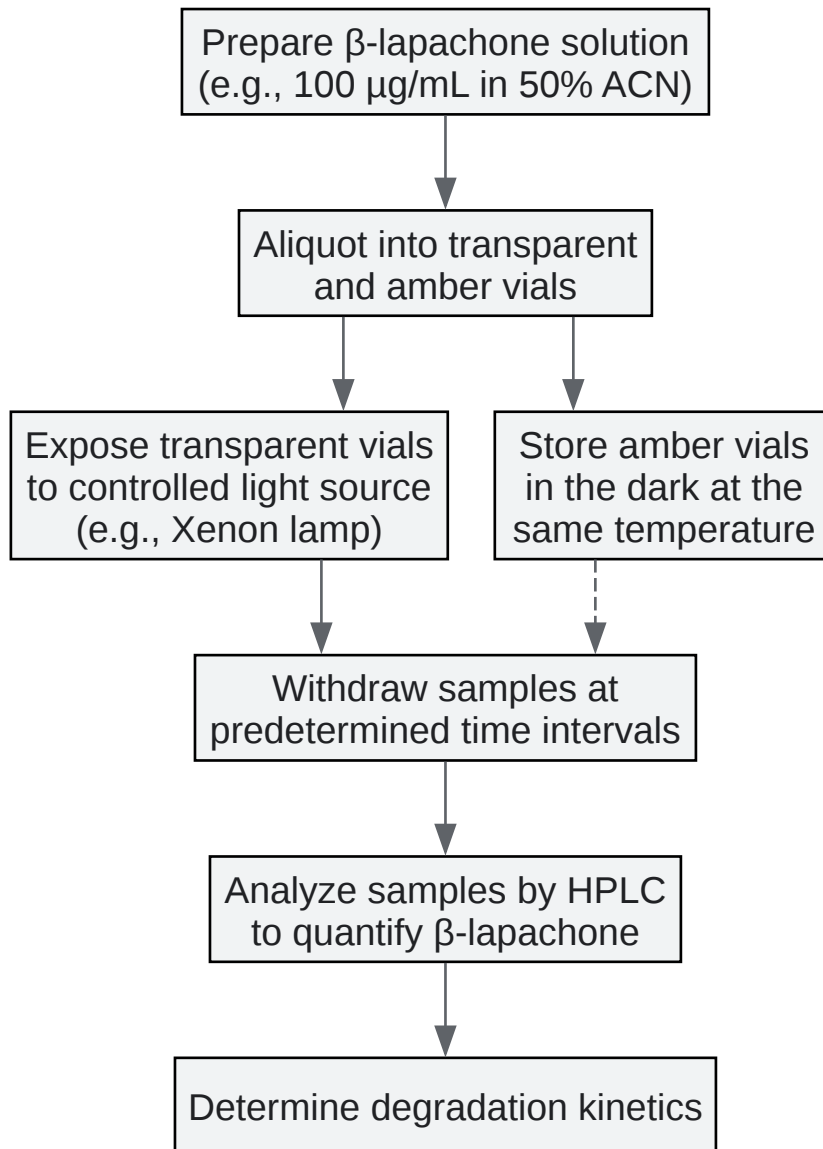 Prepare β-lapachone solution
(e.g., 100 µg/mL in 50% ACN)
Aliquot into transparent
and amber vials
Expose transparent vials
to controlled light source
(e.g., Xenon lamp)
Store amber vials
in the dark at the
same temperature
Withdraw samples at
predetermined time intervals
Analyze samples by HPLC
to quantify β-lapachone
Determine degradation kinetics